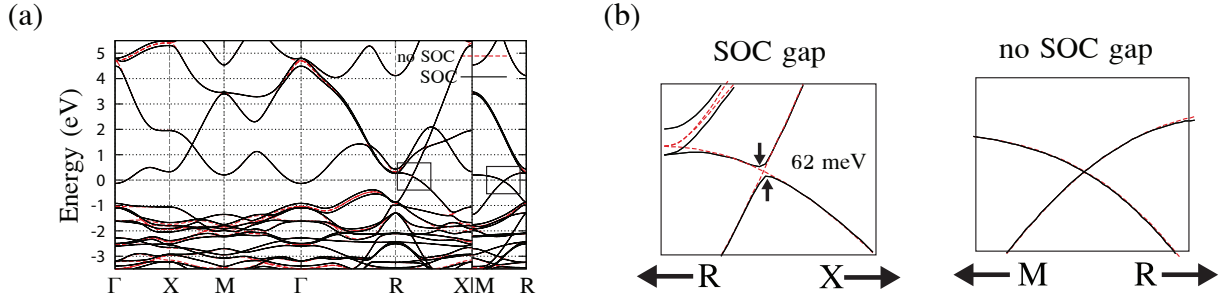 (a)
5
4
3
2
1
0
-1
-2
-3
Energy (eV)
no SOC
SOC
Γ X M Γ R X|M R
(b)
SOC gap
62 meV
R X
no SOC gap
M R